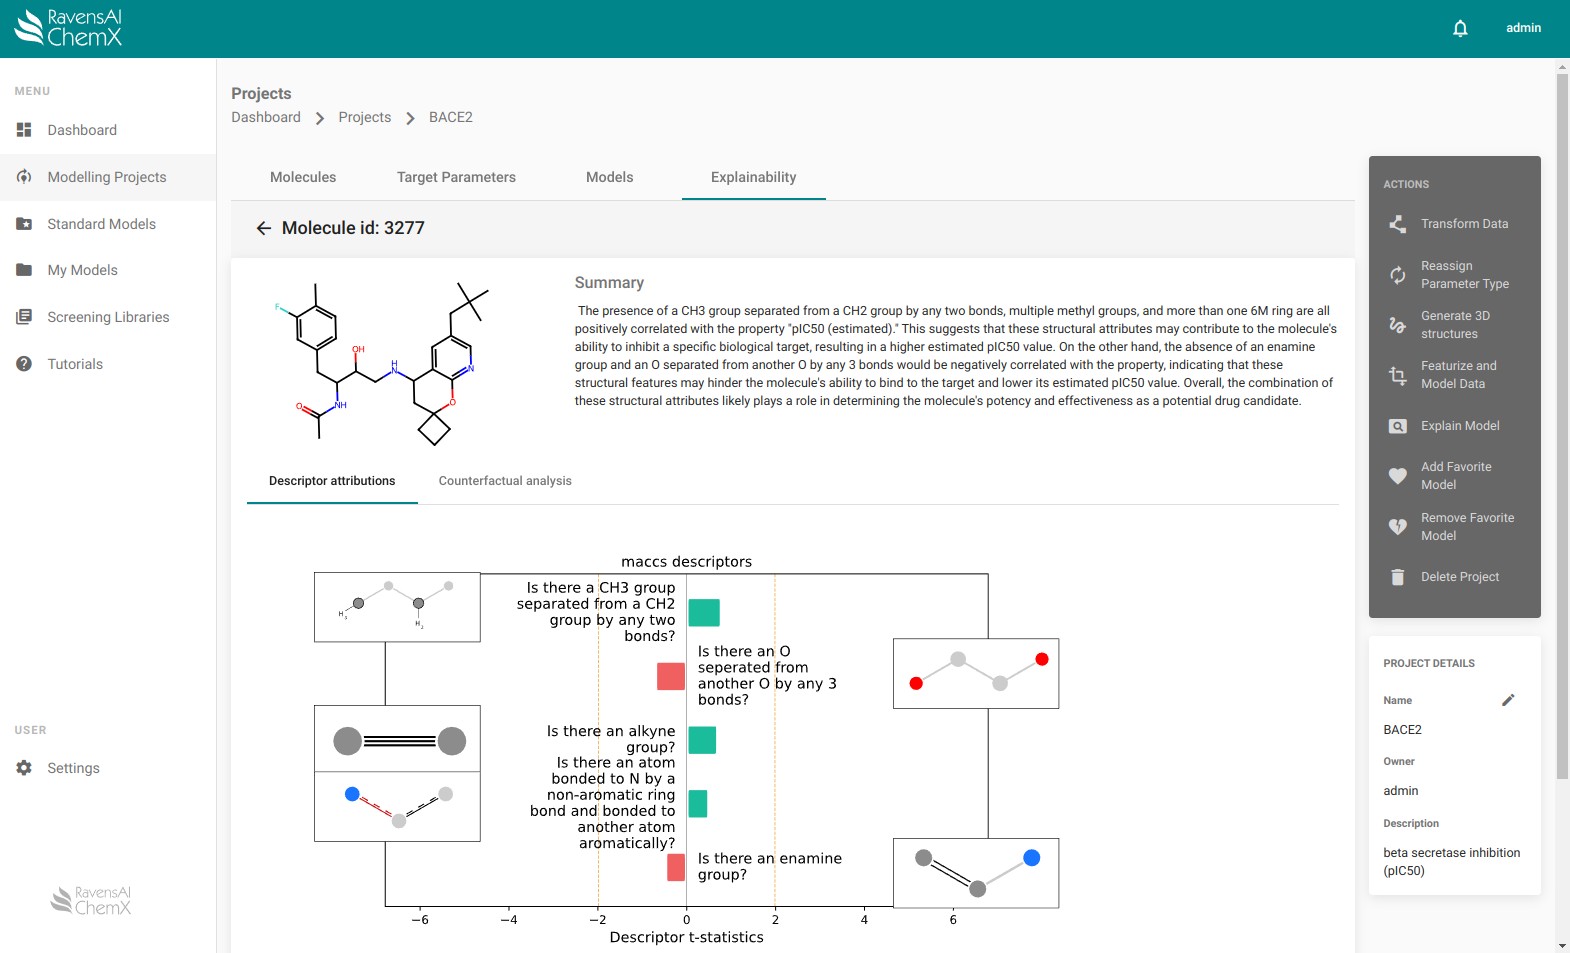 RavensAI
ChemX
admin
MENU
Dashboard
Modelling Projects
Standard Models
My Models
Screening Libraries
Tutorials
USER
Settings
RavensAI
ChemX
Projects
Dashboard
Projects
BACE2
Molecules
Target Parameters
Models
Explainability
Molecule id: 3277
F
OH
H
N
N
NH
O
O
Summary
The presence of a CH3 group separated from a CH2 group by any two bonds, multiple methyl groups, and more than one 6M ring are all
positively correlated with the property "pIC50 (estimated)." This suggests that these structural attributes may contribute to the molecule's
ability to inhibit a specific biological target, resulting in a higher estimated pIC50 value. On the other hand, the absence of an enamine
group and an O separated from another O by any 3 bonds would be negatively correlated with the property, indicating that these
structural features may hinder the molecule's ability to bind to the target and lower its estimated pIC50 value. Overall, the combination of
these structural attributes likely plays a role in determining the molecule's potency and effectiveness as a potential drug candidate.
Descriptor attributions
Counterfactual analysis
maccs descriptors
Is there a CH3 group
separated from a CH2
group by any two
bonds?
H3
H2
Is there an O
seperated from
another O by any 3
bonds?
Is there an alkyne
group?
Is there an atom
bonded to N by a
non-aromatic ring
bond and bonded to
another atom
aromatically?
Is there an enamine
group?
−6 −4 −2 0 2 4 6
Descriptor t-statistics
ACTIONS
Transform Data
Reassign
Parameter Type
Generate 3D
structures
Featurize and
Model Data
Explain Model
Add Favorite
Model
Remove Favorite
Model
Delete Project
PROJECT DETAILS
Name
BACE2
Owner
admin
Description
beta secretase inhibition
(pIC50)